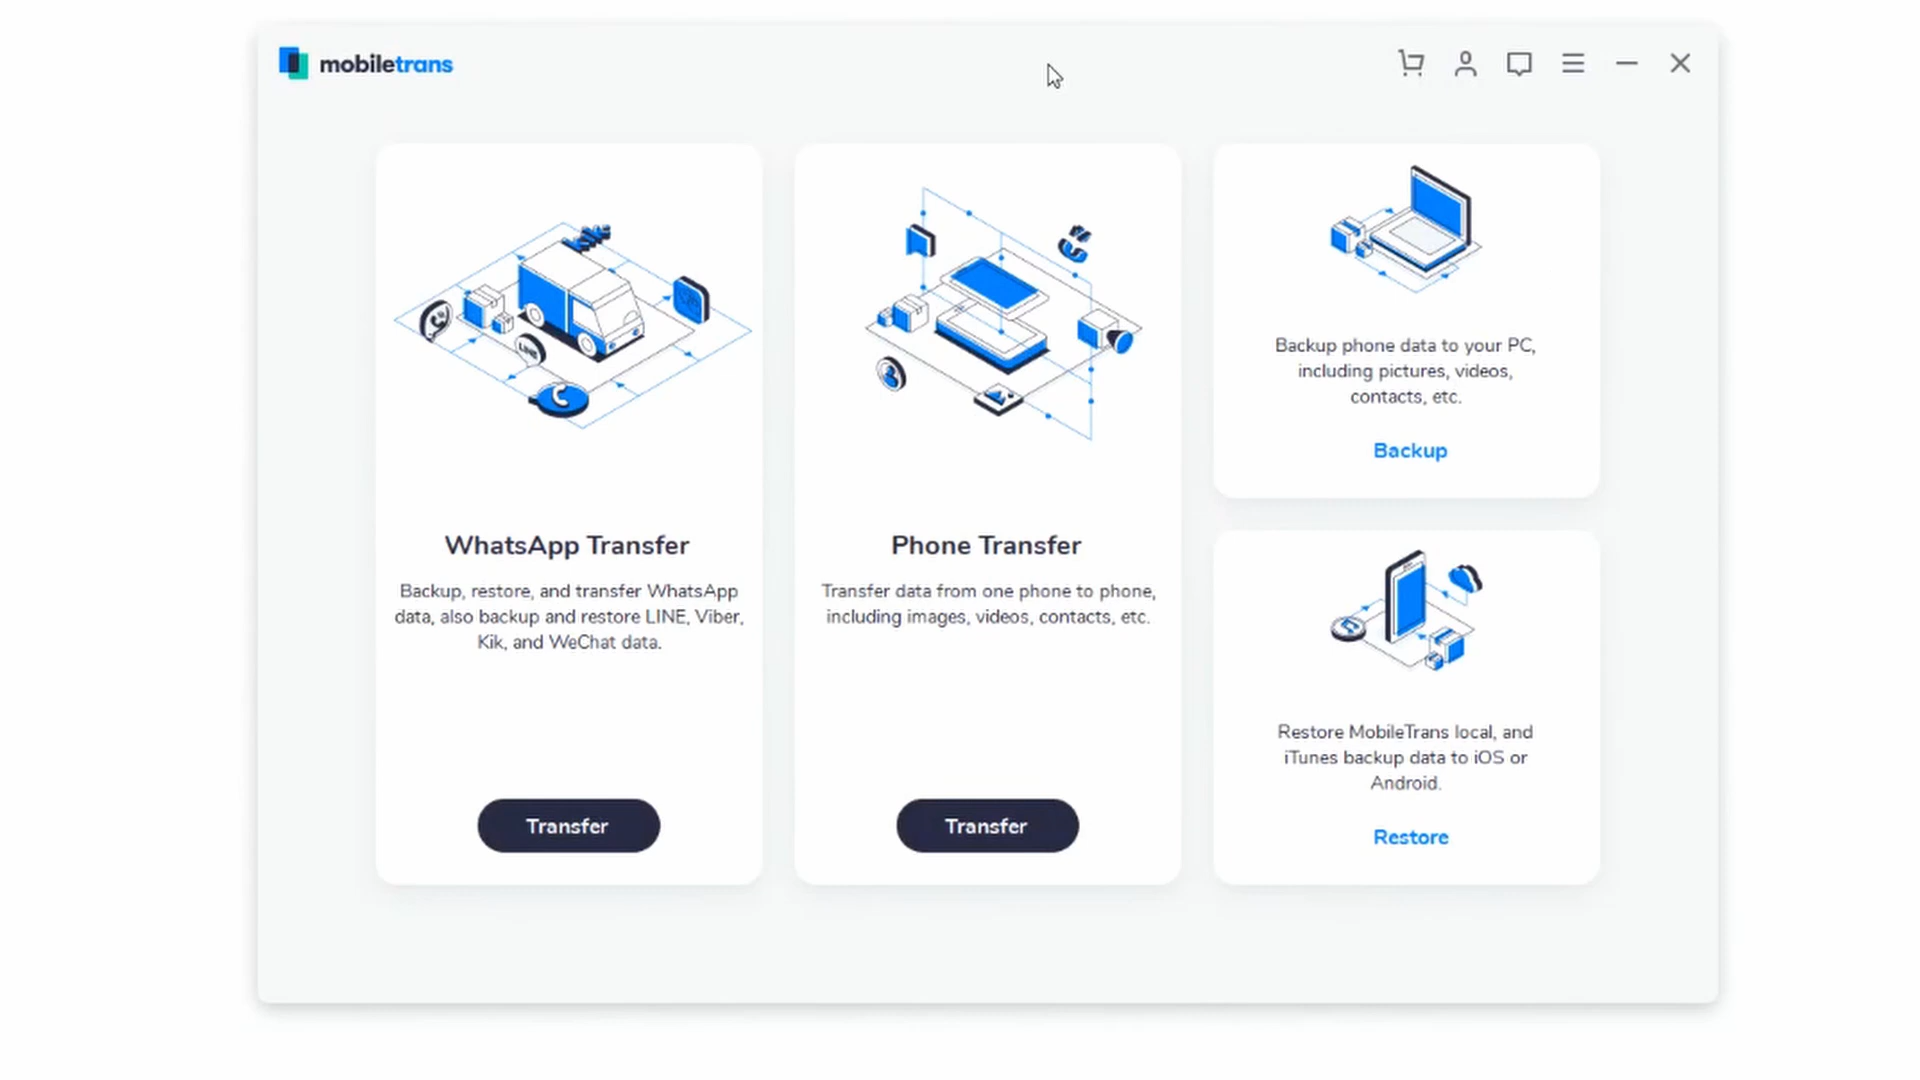 mobiletrans
WhatsApp Transfer
Backup, restore, and transfer WhatsApp
data, also backup and restore LINE, Viber,
Kik, and WeChat data.
Transfer
Phone Transfer
Transfer data from one phone to phone,
including images, videos, contacts, etc.
Transfer
Backup phone data to your PC,
including pictures, videos,
contacts, etc.
Backup
Restore MobileTrans local, and
iTunes backup data to iOS or
Android.
Restore
LINE